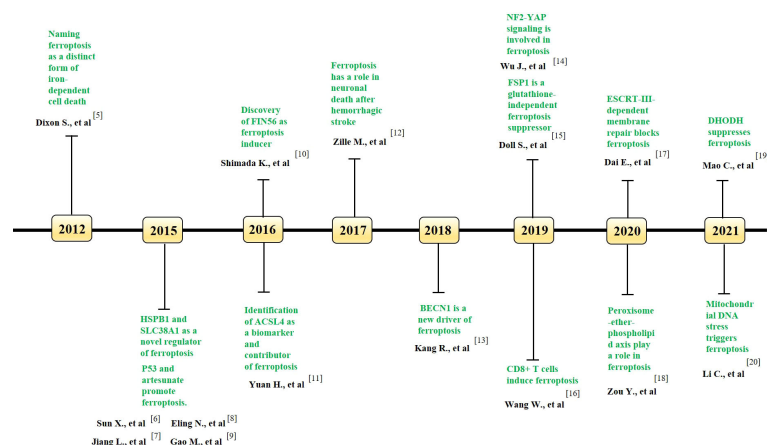 Naming
ferroptosis
as a distinct
form of
iron-
dependent
cell death
Dixon S., et al [5]
Discovery
of FIN56 as
ferroptosis
inducer
Shimada K., et al [10]
Ferroptosis
has a role in
neuronal
death after
hemorrhagic
stroke
Zille M., et al [12]
NF2-YAP
signaling is
involved in
ferroptosis
Wu J., et al [14]
FSP1 is a
glutathione-
independent
ferroptosis
suppressor
Doll S., et al [15]
ESCRT-III-
dependent
membrane
repair blocks
ferroptosis
Dai E., et al [17]
DHODH
suppresses
ferroptosis
Mao C., et al [19]
2012
2015
2016
2017
2018
2019
2020
2021
HSPB1 and
SLC38A1 as a
novel regulator
of ferroptosis
P53 and
artesunate
promote
ferroptosis.
Sun X., et al [6]
Eling N., et al [8]
Jiang L., et al [7]
Gao M., et al [9]
Identification
of ACSL4 as
a biomarker
and
contributor
of ferroptosis
Yuan H., et al [11]
BECN1 is a
new driver of
ferroptosis
Kang R., et al [13]
CD8+ T cells
induce ferroptosis
Wang W., et al [16]
Peroxisome
-ether-
phospholipi
d axis play
a role in
ferroptosis
Zou Y., et al [18]
Mitochond
rial DNA
stress
triggers
ferroptosis
Li C., et al [20]